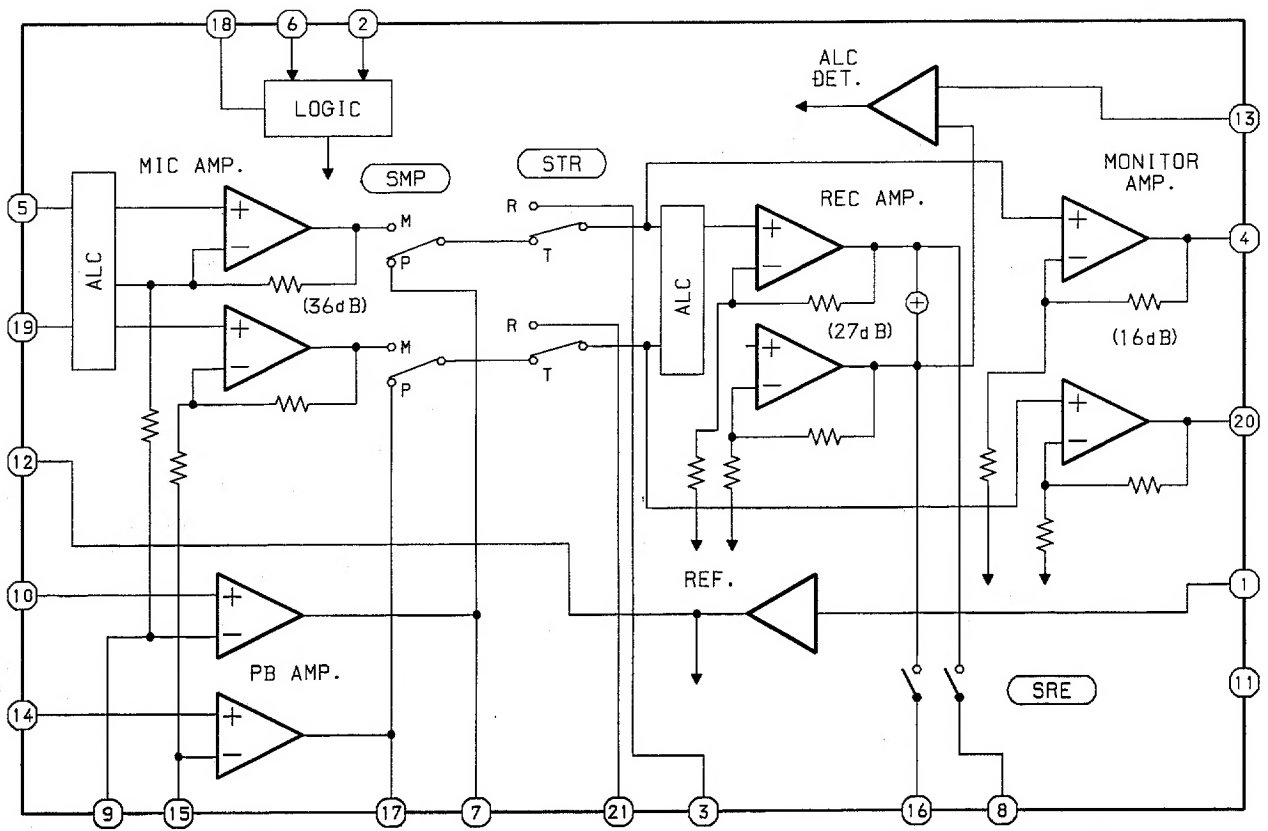 18 6 2
ALC
DET.
LOGIC
13
MIC AMP.
SMP
STR
MONITOR
AMP.
5
+
−
M
P
R
T
REC AMP.
+
−
+
−
4
ALC
(36dB)
ALC
+
(27dB)
(16dB)
19
+
−
M
P
R
T
+
−
+
−
20
12
10
+
−
REF.
1
PB AMP.
SRE
11
14
+
−
9 15 17 7 21 3 16 8